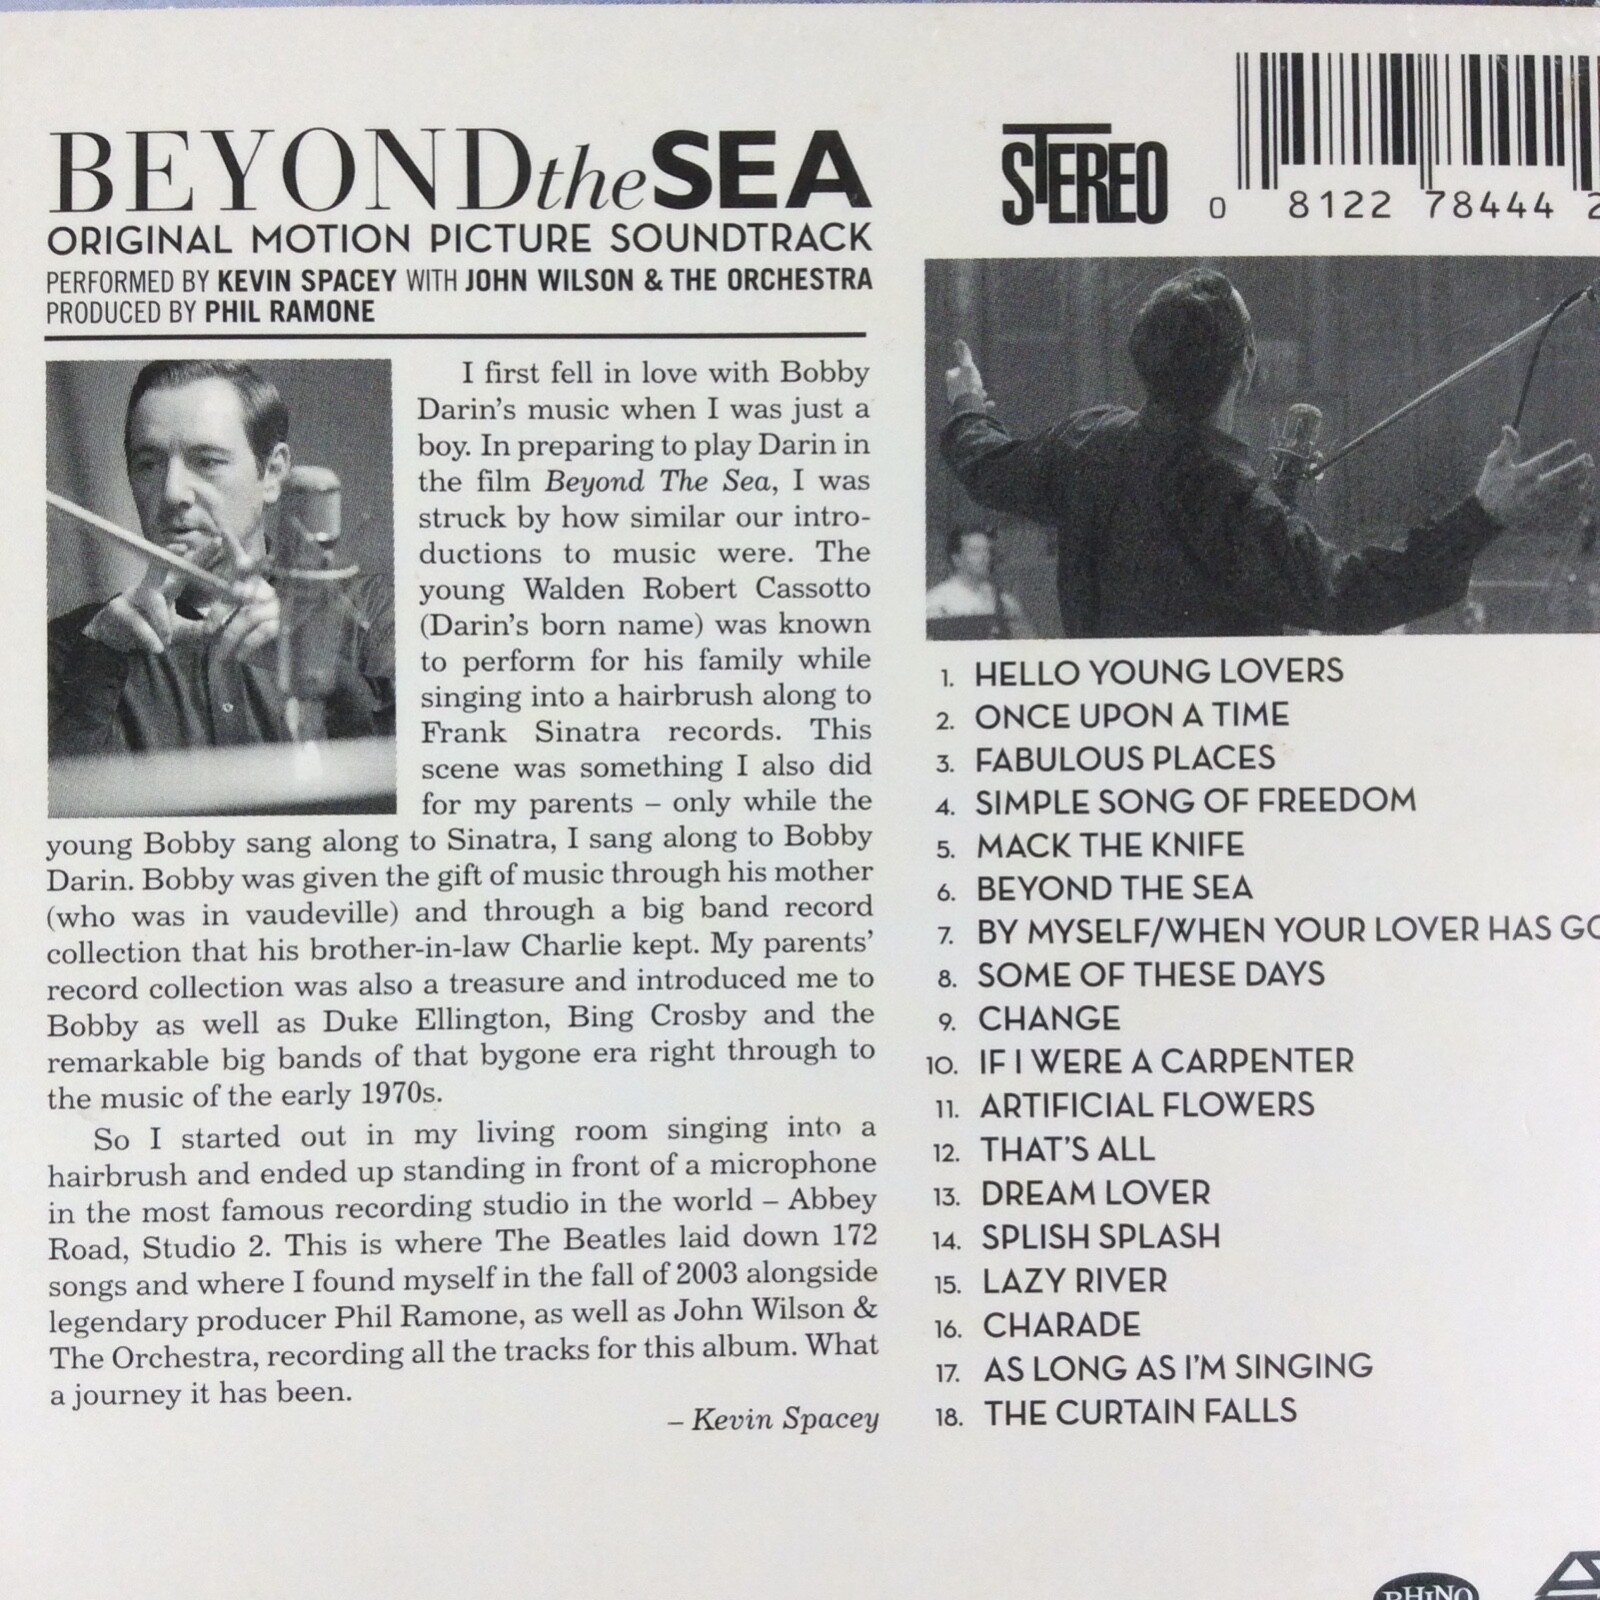 BEYOND the SEA
ORIGINAL MOTION PICTURE SOUNDTRACK
PERFORMED BY KEVIN SPACEY WITH JOHN WILSON & THE ORCHESTRA
PRODUCED BY PHIL RAMONE
I first fell in love with Bobby
Darin's music when I was just a
boy. In preparing to play Darin in
the film Beyond The Sea, I was
struck by how similar our intro-
ductions to music were. The
young Walden Robert Cassotto
(Darin's born name) was known
to perform for his family while
singing into a hairbrush along to
Frank Sinatra records. This
scene was something I also did
for my parents – only while the
young Bobby sang along to Sinatra, I sang along to Bobby
Darin. Bobby was given the gift of music through his mother
(who was in vaudeville) and through a big band record
collection that his brother-in-law Charlie kept. My parents'
record collection was also a treasure and introduced me to
Bobby as well as Duke Ellington, Bing Crosby and the
remarkable big bands of that bygone era right through to
the music of the early 1970s.
So I started out in my living room singing into a
hairbrush and ended up standing in front of a microphone
in the most famous recording studio in the world – Abbey
Road, Studio 2. This is where The Beatles laid down 172
songs and where I found myself in the fall of 2003 alongside
legendary producer Phil Ramone, as well as John Wilson &
The Orchestra, recording all the tracks for this album. What
a journey it has been.
– Kevin Spacey
STEREO
0 8122 78444 2
1. HELLO YOUNG LOVERS
2. ONCE UPON A TIME
3. FABULOUS PLACES
4. SIMPLE SONG OF FREEDOM
5. MACK THE KNIFE
6. BEYOND THE SEA
7. BY MYSELF/WHEN YOUR LOVER HAS GO
8. SOME OF THESE DAYS
9. CHANGE
10. IF I WERE A CARPENTER
11. ARTIFICIAL FLOWERS
12. THAT'S ALL
13. DREAM LOVER
14. SPLISH SPLASH
15. LAZY RIVER
16. CHARADE
17. AS LONG AS I'M SINGING
18. THE CURTAIN FALLS
RHINO